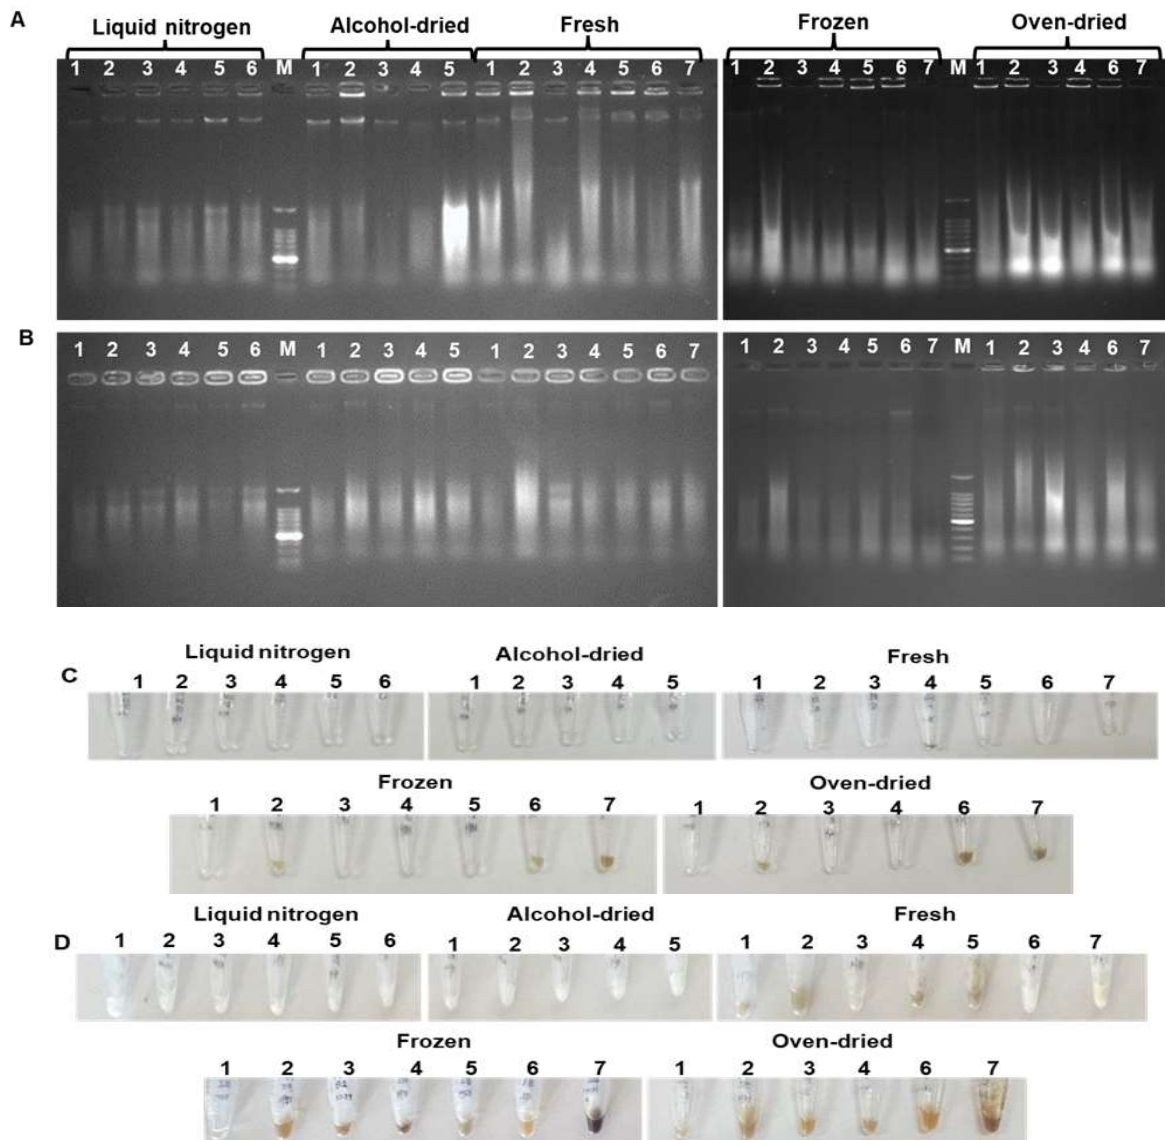 A
Liquid nitrogen Alcohol-dried Fresh Frozen Oven-dried
1 2 3 4 5 6 M 1 2 3 4 5 1 2 3 4 5 6 7 1 2 3 4 5 6 7 M 1 2 3 4 6 7
B
1 2 3 4 5 6 M 1 2 3 4 5 1 2 3 4 5 6 7 1 2 3 4 5 6 7 M 1 2 3 4 6 7
C
Liquid nitrogen Alcohol-dried Fresh
1 2 3 4 5 6 1 2 3 4 5 1 2 3 4 5 6 7
Frozen Oven-dried
1 2 3 4 5 6 7 1 2 3 4 6 7
D
Liquid nitrogen Alcohol-dried Fresh
1 2 3 4 5 6 1 2 3 4 5 1 2 3 4 5 6 7
Frozen Oven-dried
1 2 3 4 5 6 7 1 2 3 4 6 7